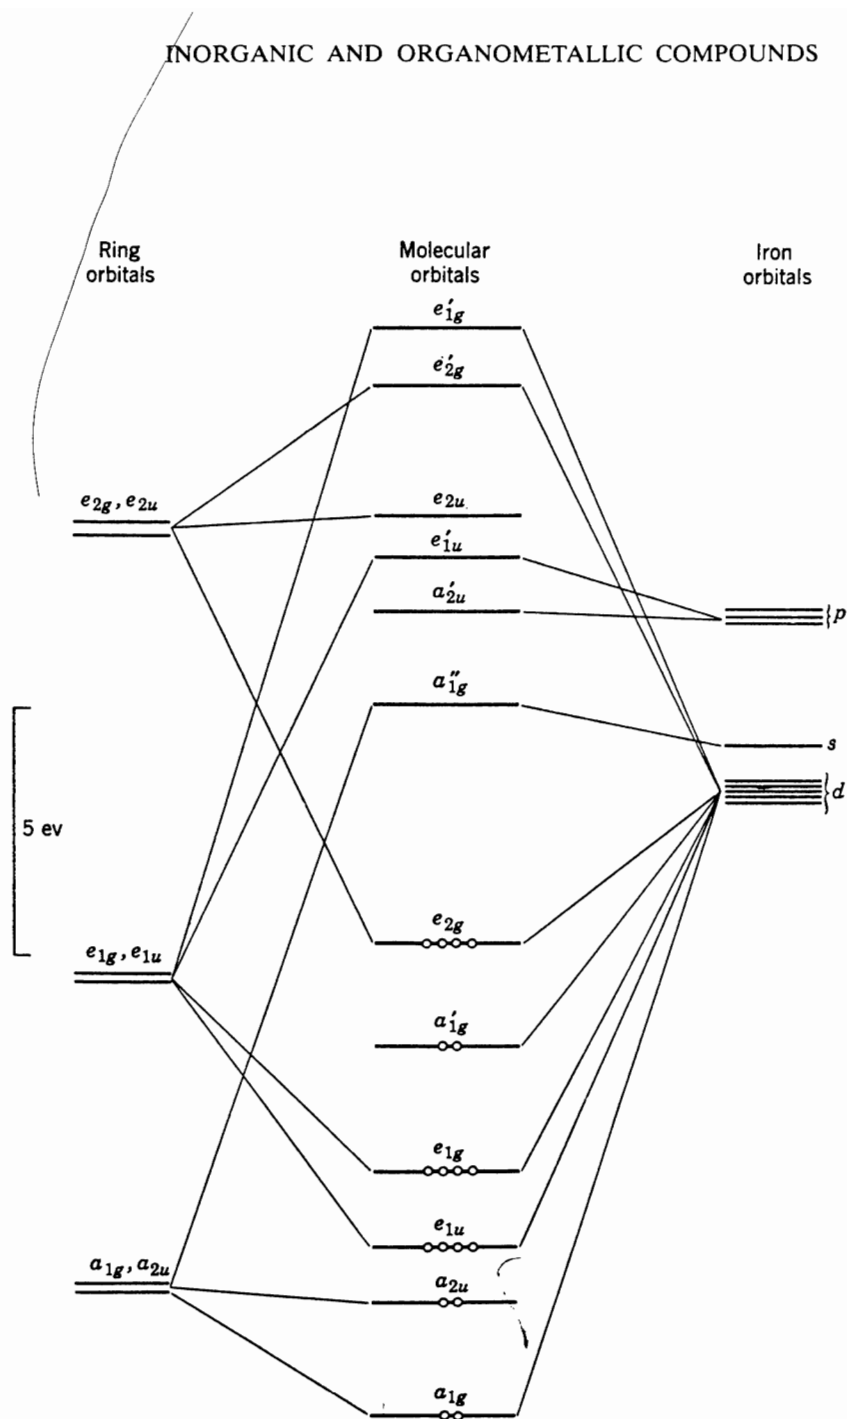 INORGANIC AND ORGANOMETALLIC COMPOUNDS
Ring orbitals
Molecular orbitals
Iron orbitals
e′1g
e′2g
e2g, e2u
e2u
e′1u
a′2u
p
a″1g
s
d
5 ev
e2g
e1g, e1u
a′1g
e1g
e1u
a1g, a2u
a2u
a1g